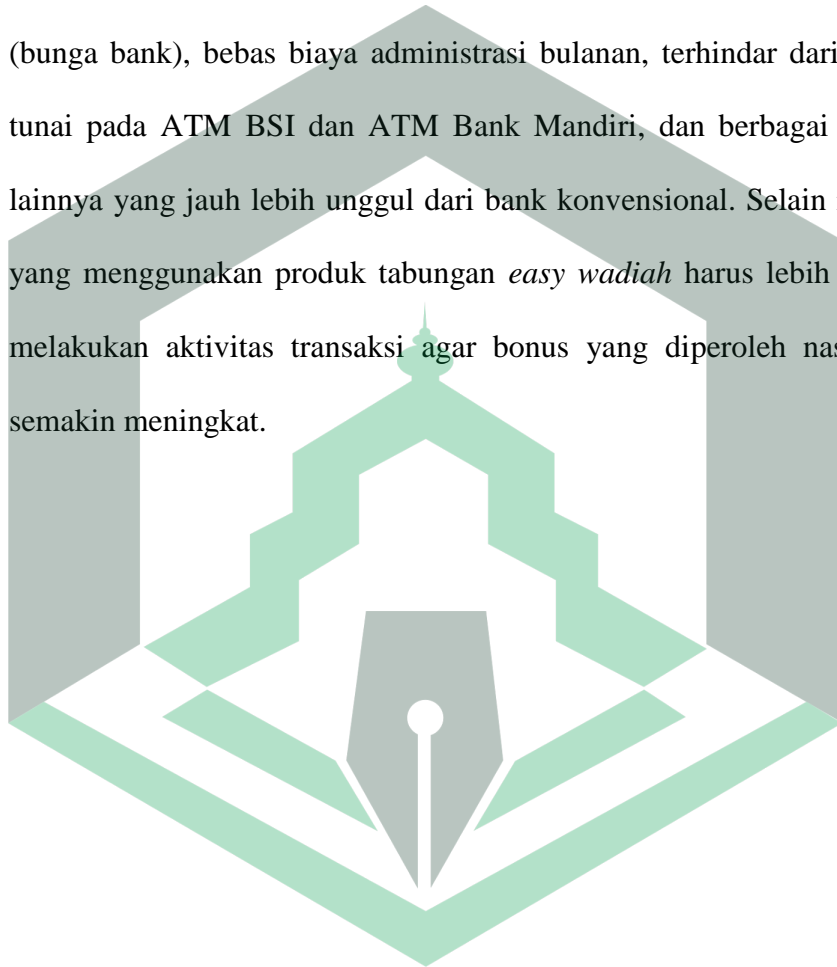 (bunga bank), bebas biaya administrasi bulanan, terhindar dari
tunai pada ATM BSI dan ATM Bank Mandiri, dan berbagai
lainnya yang jauh lebih unggul dari bank konvensional. Selain
yang menggunakan produk tabungan easy wadiah harus lebih
melakukan aktivitas transaksi agar bonus yang diperoleh
semakin meningkat.